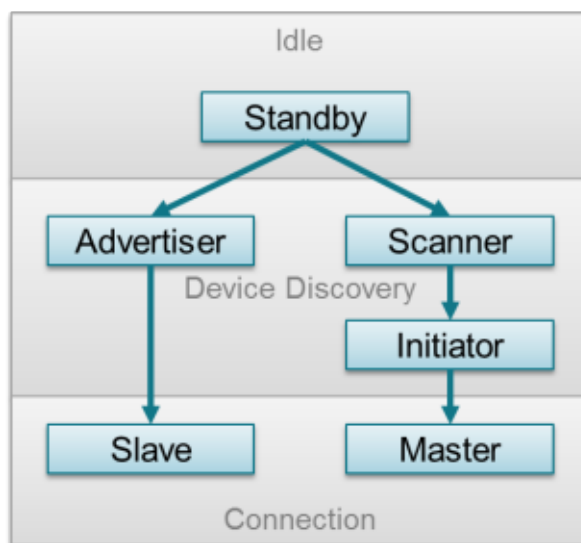 Idle
Standby
Advertiser
Scanner
Device Discovery
Initiator
Slave
Master
Connection